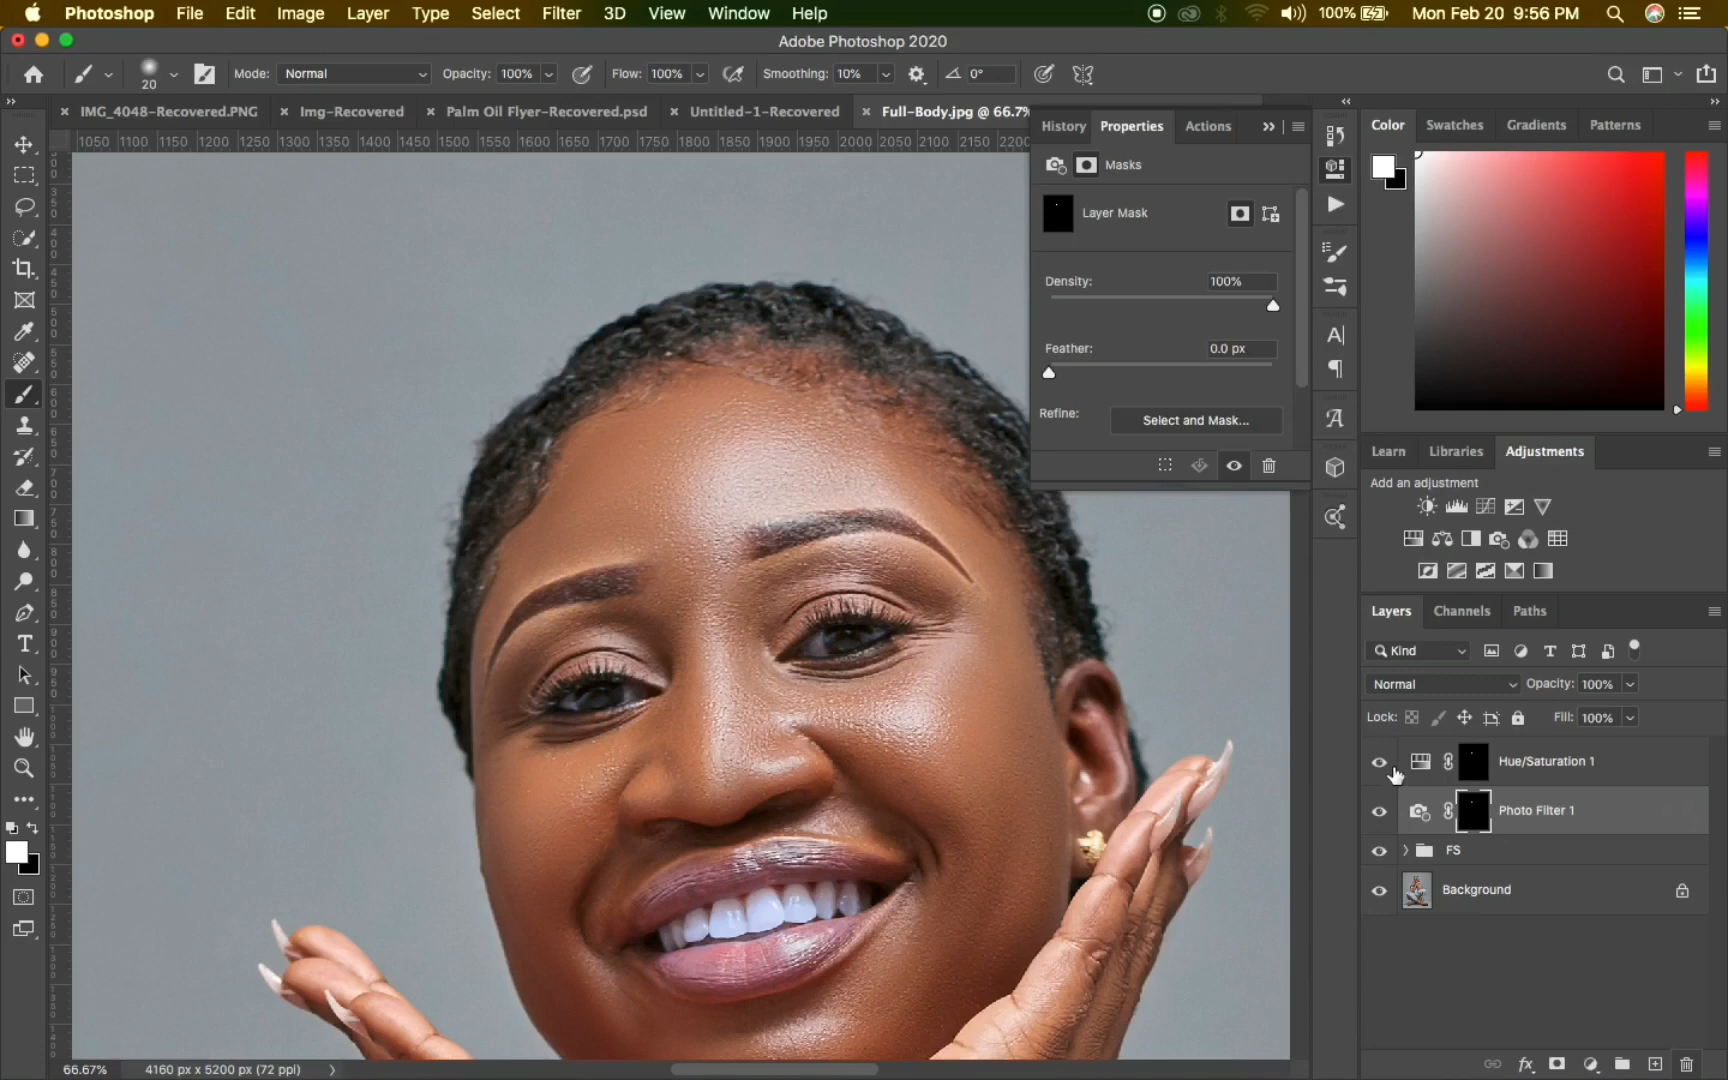 Photoshop File Edit Image Layer Type Select Filter 3D View Window Help 100% Mon Feb 20 9:56 PM
Adobe Photoshop 2020
20 Mode: Normal Opacity: 100% Flow: 100% Smoothing: 10% 0°
IMG_4048-Recovered.PNG Img-Recovered Palm Oil Flyer-Recovered.psd Untitled-1-Recovered Full-Body.jpg @ 66.7%
1050 1100 1150 1200 1250 1300 1350 1400 1450 1500 1550 1600 1650 1700 1750 1800 1850 1900 1950 2000 2050 2100 2150 2200
History Properties Actions
Masks
Layer Mask
Density: 100%
Feather: 0.0 px
Refine: Select and Mask...
Color Swatches Gradients Patterns
Learn Libraries Adjustments
Add an adjustment
Layers Channels Paths
Kind
Normal Opacity: 100%
Lock: Fill: 100%
Hue/Saturation 1
Photo Filter 1
FS
Background
66.67% 4160 px x 5200 px (72 ppi)